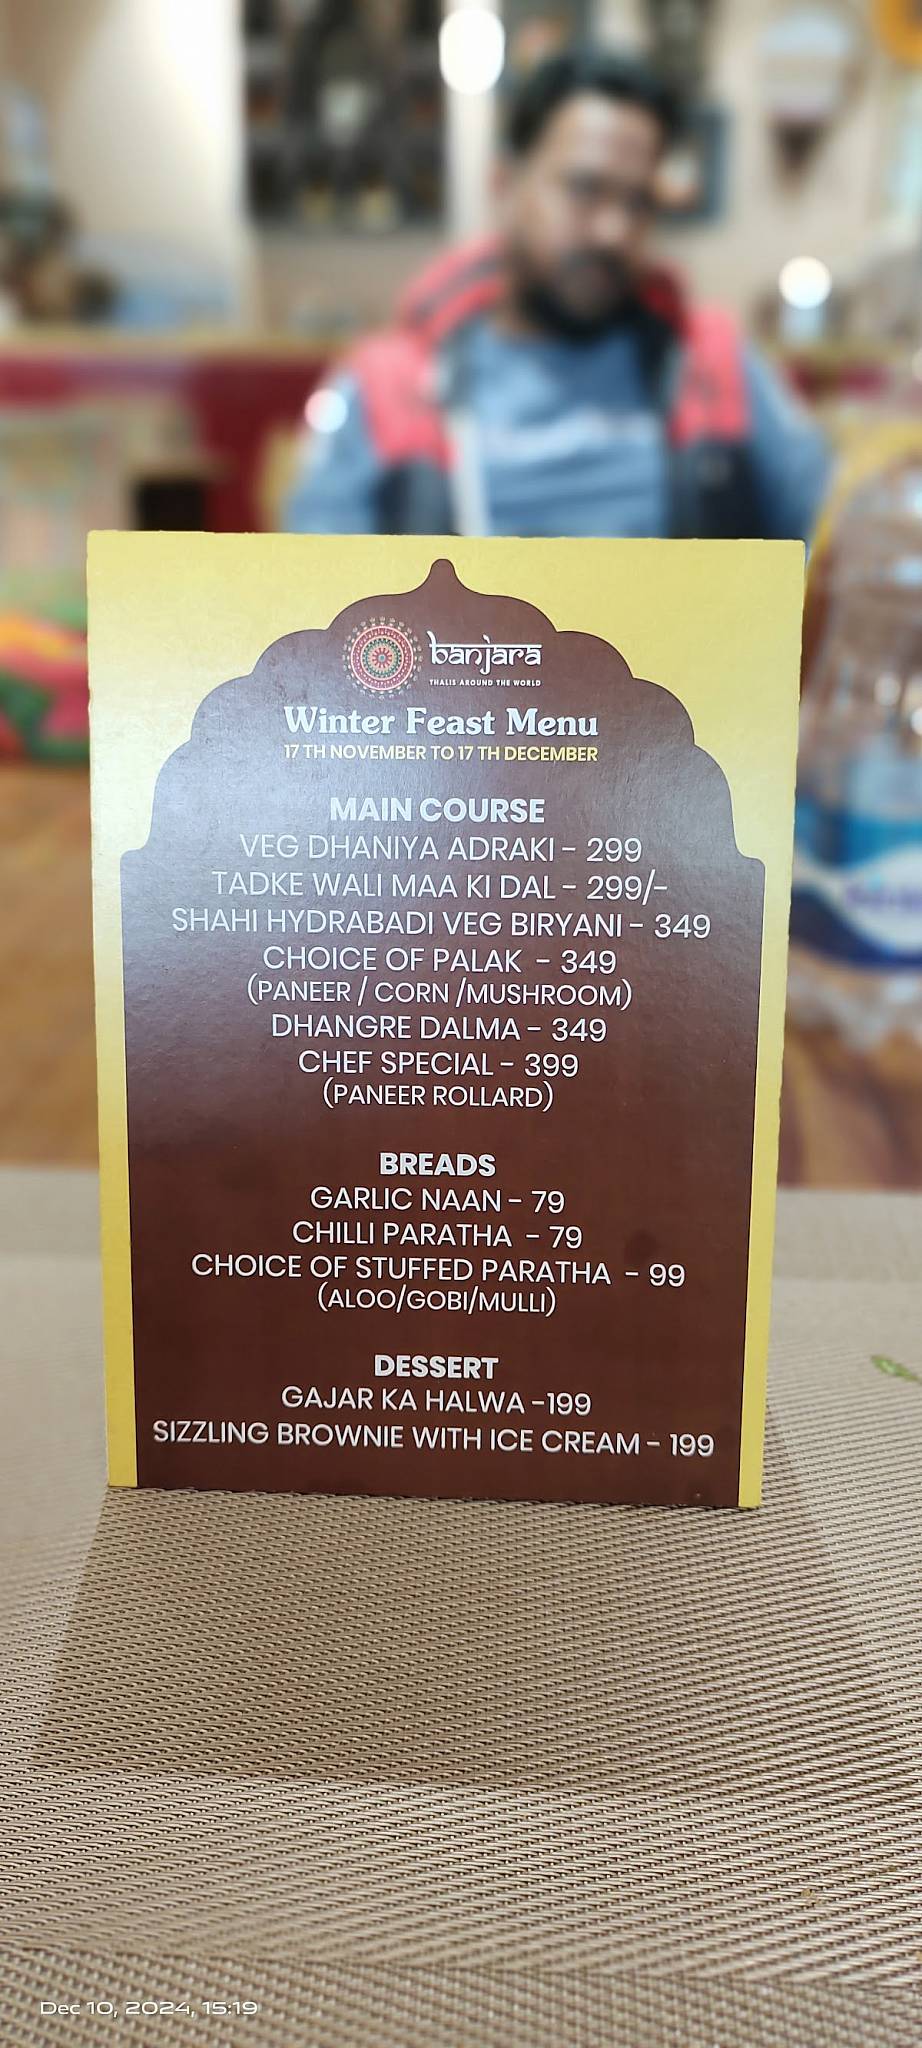 banjara
THALIS AROUND THE WORLD
Winter Feast Menu
17 TH NOVEMBER TO 17 TH DECEMBER
MAIN COURSE
VEG DHANIYA ADRAKI - 299
TADKE WALI MAA KI DAL - 299/-
SHAHI HYDRABADI VEG BIRYANI - 349
CHOICE OF PALAK - 349
(PANEER / CORN /MUSHROOM)
DHANGRE DALMA - 349
CHEF SPECIAL - 399
(PANEER ROLLARD)
BREADS
GARLIC NAAN - 79
CHILLI PARATHA - 79
CHOICE OF STUFFED PARATHA - 99
(ALOO/GOBI/MULLI)
DESSERT
GAJAR KA HALWA -199
SIZZLING BROWNIE WITH ICE CREAM - 199
Dec 10, 2024, 15:19